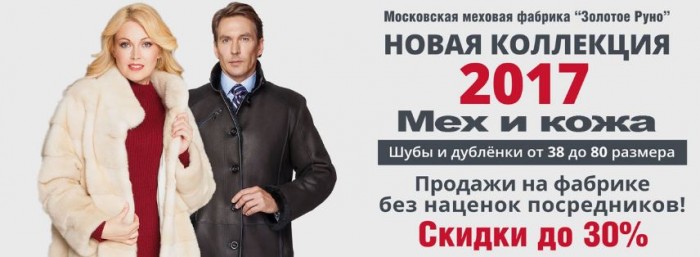 Московская меховая фабрика “Золотое Руно”
НОВАЯ КОЛЛЕКЦИЯ
2017
Мех и кожа
Шубы и дублёнки от 38 до 80 размера
Продажи на фабрике
без наценок посредников!
Скидки до 30%